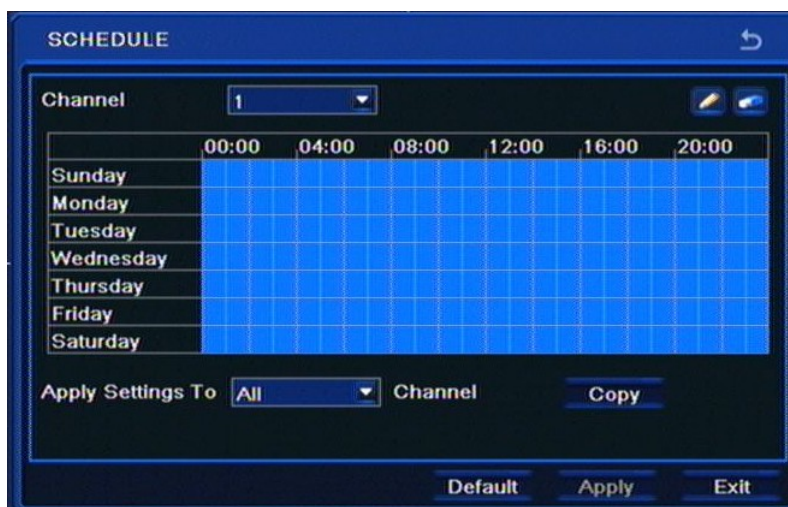 SCHEDULE
Channel 1
00:00 04:00 08:00 12:00 16:00 20:00
Sunday
Monday
Tuesday
Wednesday
Thursday
Friday
Saturday
Apply Settings To All Channel Copy
Default Apply Exit